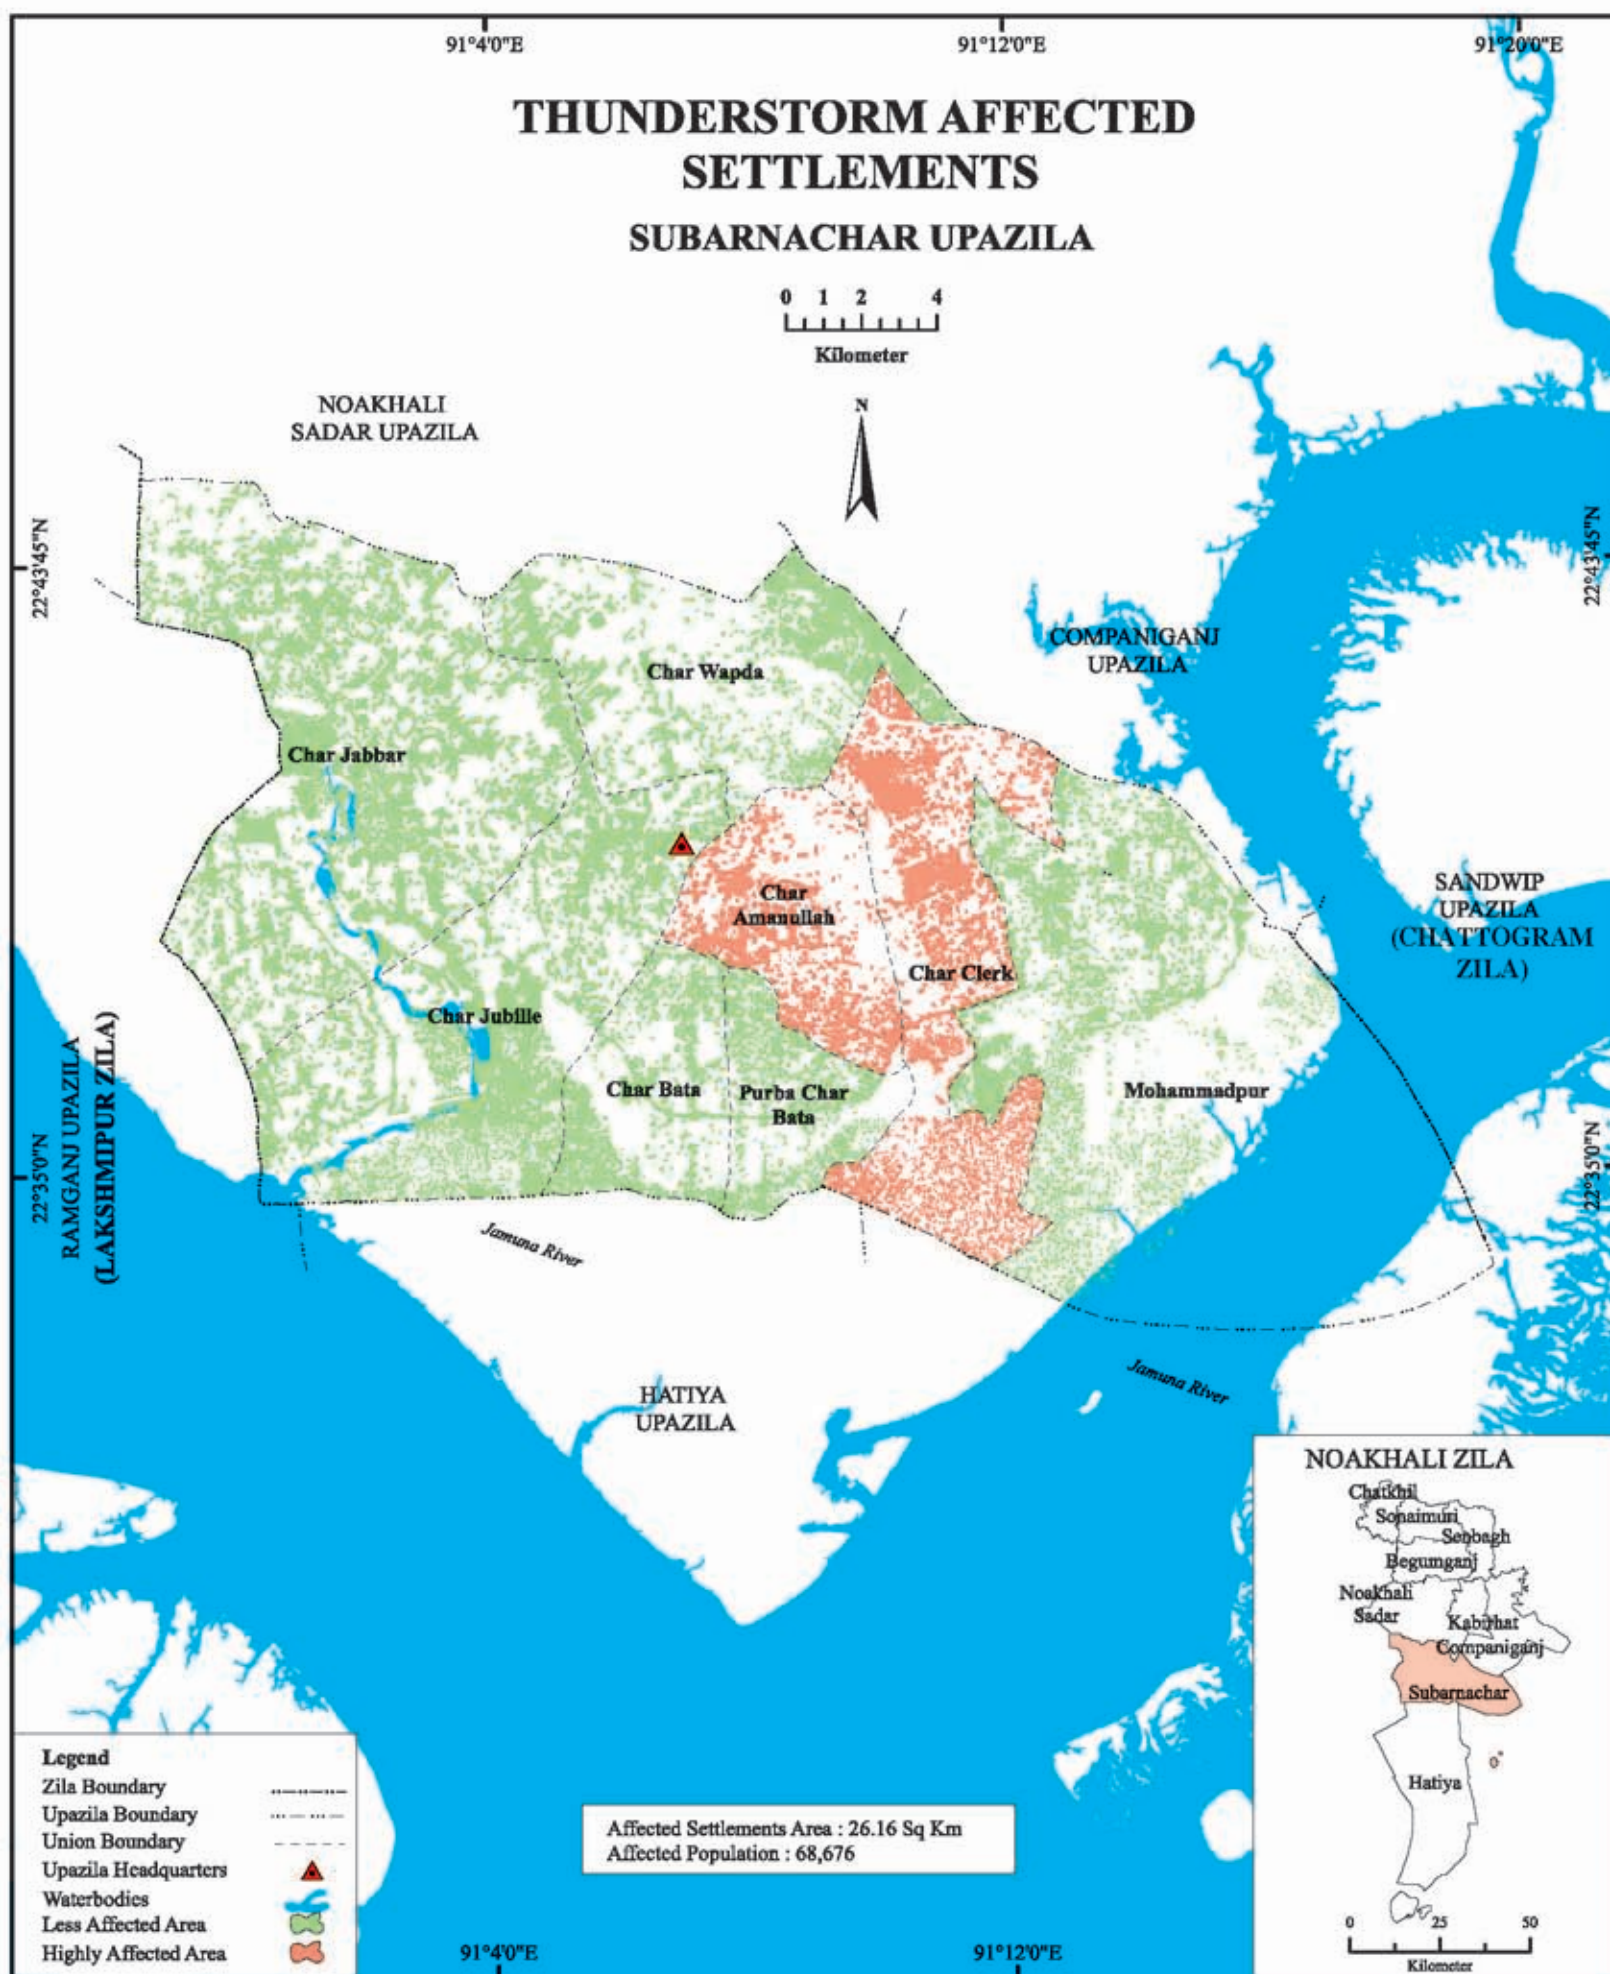 91°4'0"E
91°12'0"E
91°20'0"E
THUNDERSTORM AFFECTED
SETTLEMENTS
SUBARNACHAR UPAZILA
0 1 2 4
Kilometer
N
NOAKHALI
SADAR UPAZILA
22°43'45"N
22°43'45"N
COMPANIGANJ
UPAZILA
Char Wapda
Char Jabbar
Char
Amanullah
SANDWIP
UPAZILA
(CHATTOGRAM
ZILA)
Char Clerk
Char Jubille
Char Bata
Purba Char
Bata
Mohammadpur
RAMGANJ UPAZILA
(LAKSHMIPUR ZILA)
22°35'0"N
22°35'0"N
Jamuna River
Jamuna River
HATIYA
UPAZILA
NOAKHALI ZILA
Chatkhil
Sonaimuri
Senbagh
Begumganj
Noakhali
Sadar
Kabirhat
Companiganj
Subarnachar
Hatiya
0 25 50
Kilometer
Legend
Zila Boundary
Upazila Boundary
Union Boundary
Upazila Headquarters
Waterbodies
Less Affected Area
Highly Affected Area
Affected Settlements Area : 26.16 Sq Km
Affected Population : 68,676
91°4'0"E
91°12'0"E